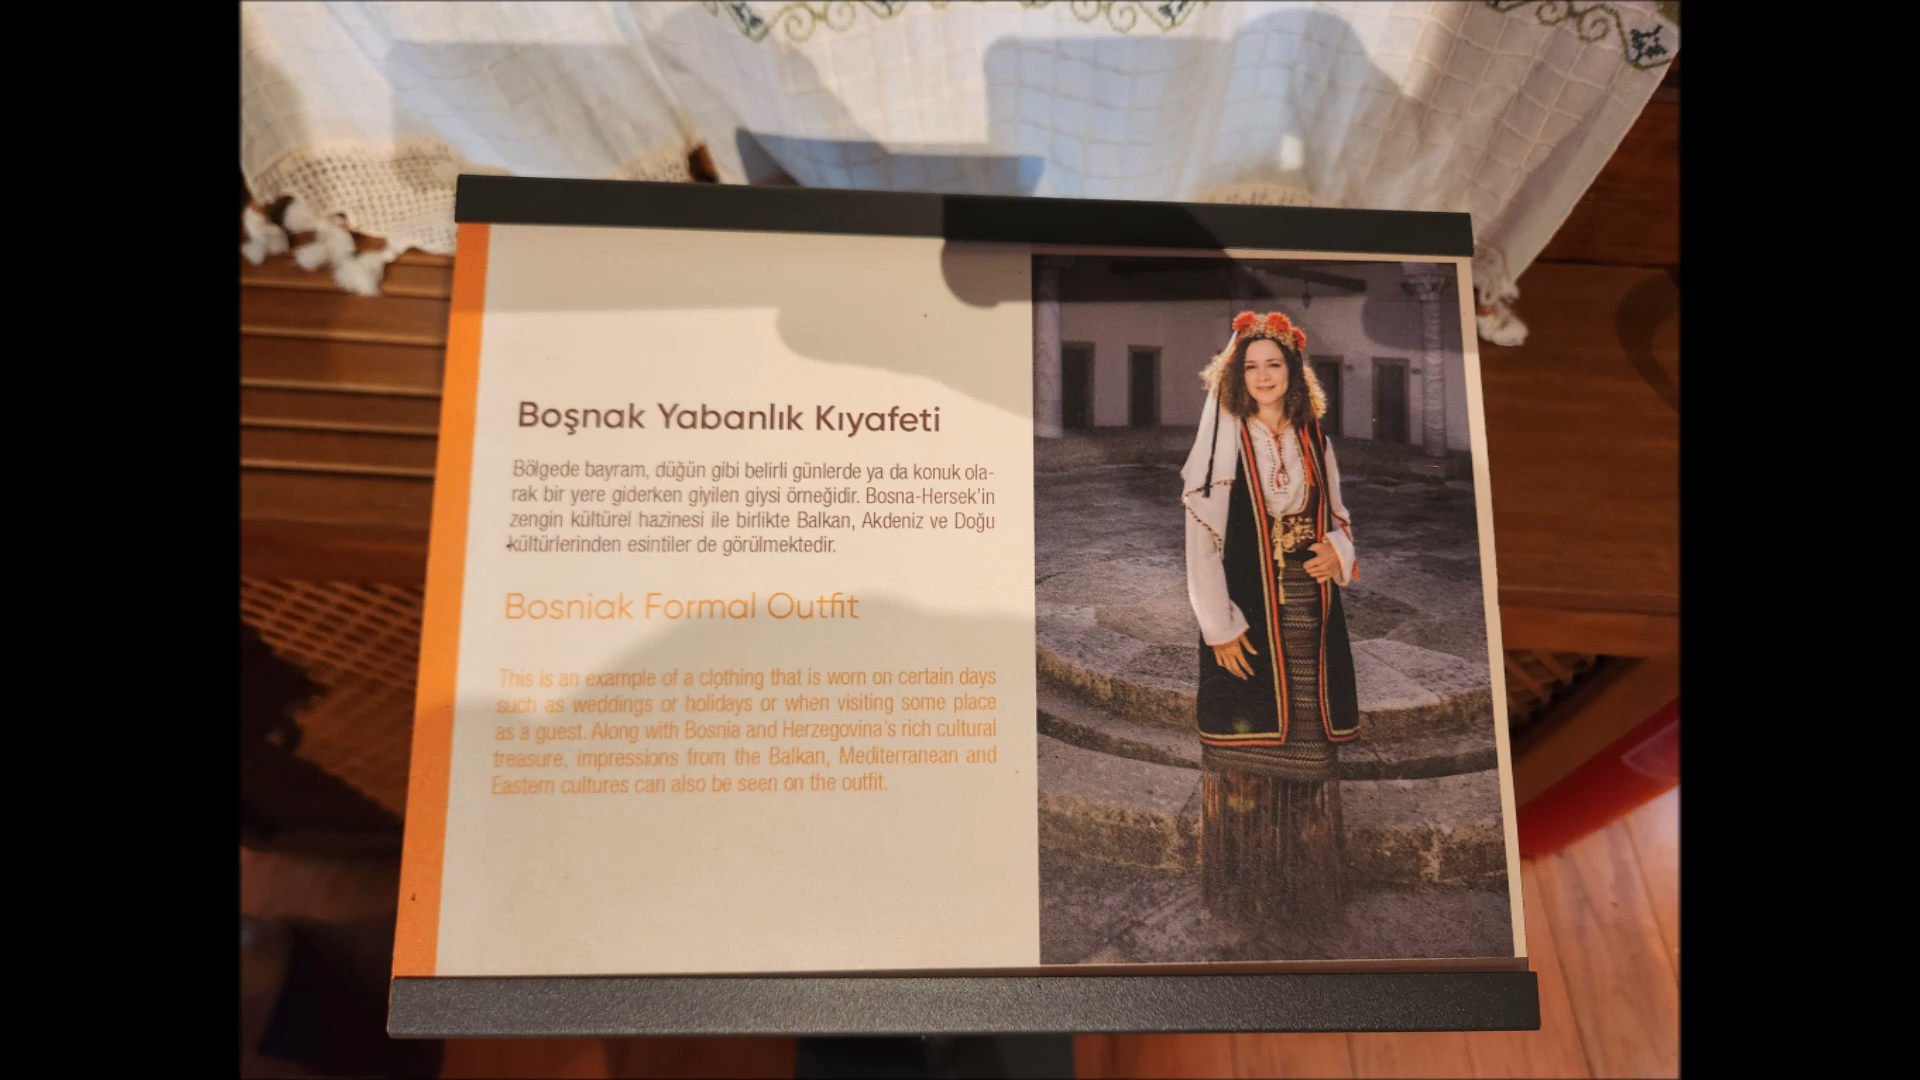 Boşnak Yabanlık Kıyafeti
Bölgede bayram, düğün gibi belirli günlerde ya da konuk ola-
rak bir yere giderken giyilen giysi örneğidir. Bosna-Hersek'in
zengin kültürel hazinesi ile birlikte Balkan, Akdeniz ve Doğu
kültürlerinden esintiler de görülmektedir.
Bosniak Formal Outfit
This is an example of a clothing that is worn on certain days
such as weddings or holidays or when visiting some place
as a guest. Along with Bosnia and Herzegovina's rich cultural
treasure, impressions from the Balkan, Mediterranean and
Eastern cultures can also be seen on the outfit.